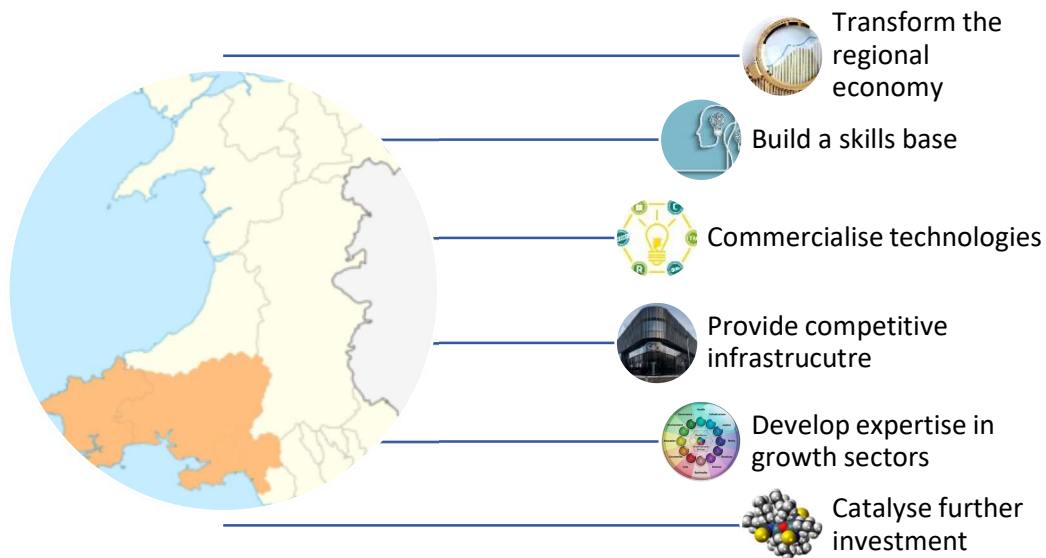 Transform the
regional
economy
Build a skills base
Commercialise technologies
Provide competitive
infrastrucutre
Develop expertise in
growth sectors
Catalyse further
investment